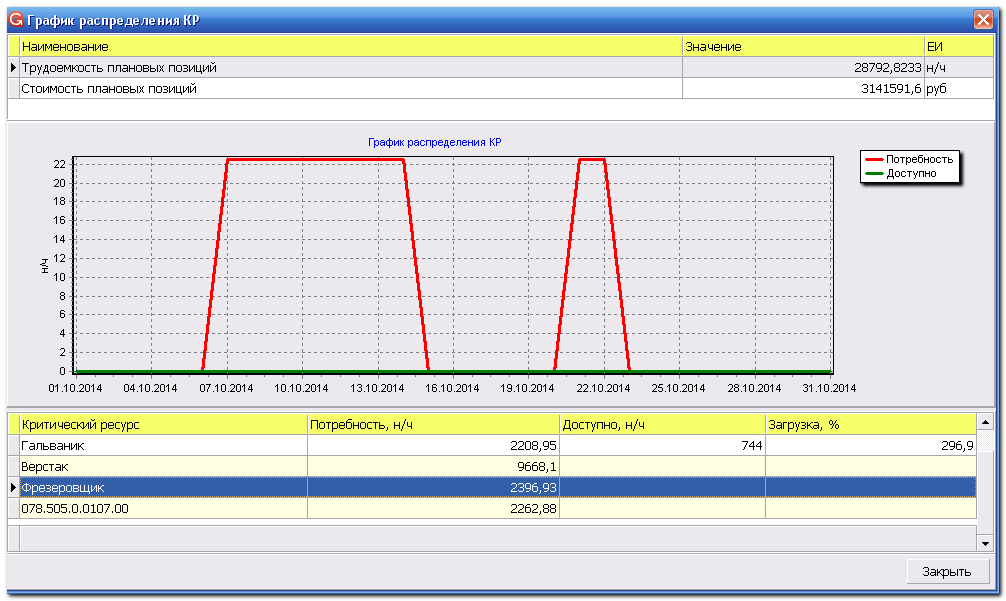 График распределения КР
Наименование Значение ЕИ
Трудоемкость плановых позиций 28792,8233 н/ч
Стоимость плановых позиций 3141591,6 руб
График распределения КР
Потребность
Доступно
22
20
18
16
14
12
10
8
6
4
2
0
н/ч
01.10.2014 04.10.2014 07.10.2014 10.10.2014 13.10.2014 16.10.2014 19.10.2014 22.10.2014 25.10.2014 28.10.2014 31.10.2014
Критический ресурс Потребность, н/ч Доступно, н/ч Загрузка, %
Гальваник 2208,95 744 296,9
Верстак 9668,1
Фрезеровщик 2396,93
078.505.0.0107.00 2262,88
Закрыть